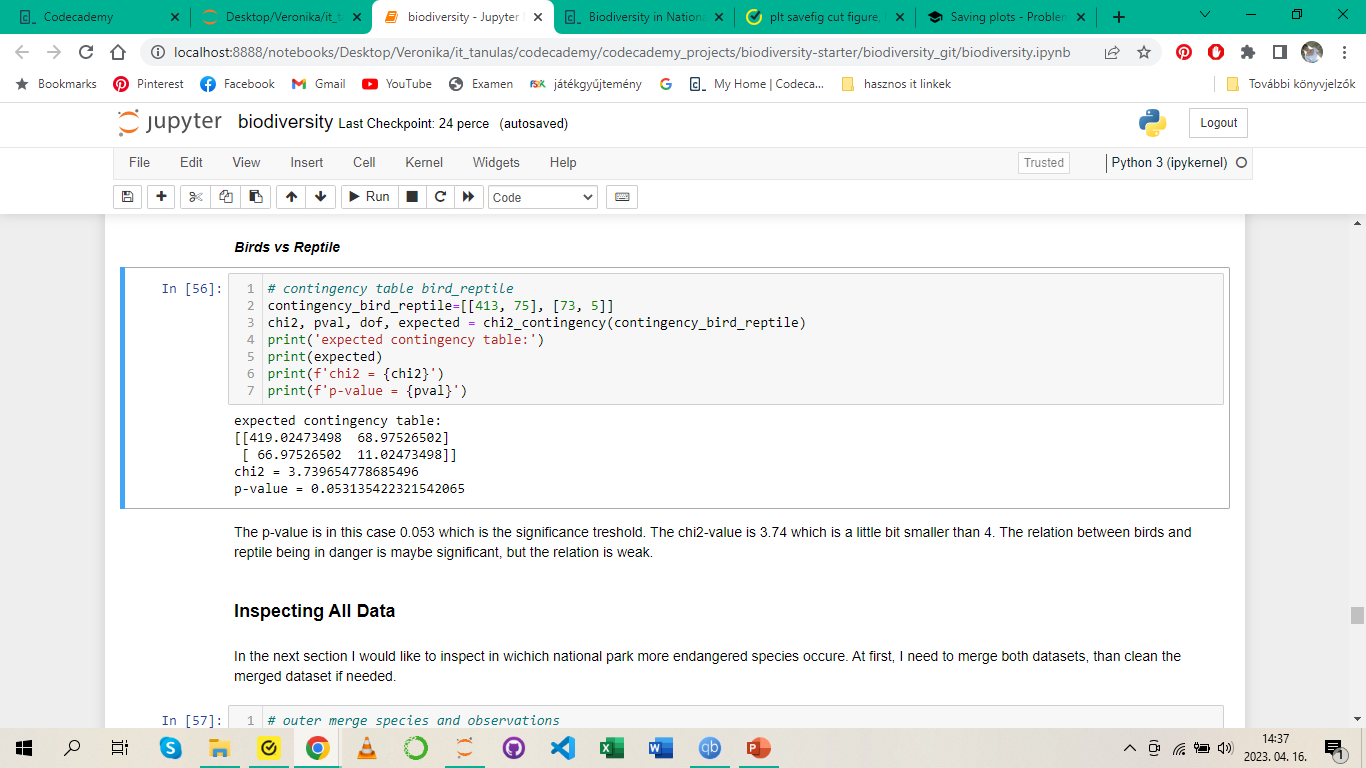 Codecademy
Desktop/Veronika/it_t
biodiversity - Jupyter
Biodiversity in Nationa
plt savefig cut figure,
Saving plots - Problem
localhost:8888/notebooks/Desktop/Veronika/it_tanulas/codecademy/codecademy_projects/biodiversity-starter/biodiversity_git/biodiversity.ipynb
Bookmarks Pinterest Facebook Gmail YouTube Examen játékgyűjtemény My Home | Codeca... hasznos it linkek További könyvjelzők
jupyter biodiversity Last Checkpoint: 24 perce (autosaved) Logout
File Edit View Insert Cell Kernel Widgets Help Trusted Python 3 (ipykernel)
Run Code
Birds vs Reptile
In [56]: 1 # contingency table bird_reptile
2 contingency_bird_reptile=[[413, 75], [73, 5]]
3 chi2, pval, dof, expected = chi2_contingency(contingency_bird_reptile)
4 print('expected contingency table:')
5 print(expected)
6 print(f'chi2 = {chi2}')
7 print(f'p-value = {pval}')
expected contingency table:
[[419.02473498 68.97526502]
[ 66.97526502 11.02473498]]
chi2 = 3.739654778685496
p-value = 0.053135422321542065
The p-value is in this case 0.053 which is the significance treshold. The chi2-value is 3.74 which is a little bit smaller than 4. The relation between birds and
reptile being in danger is maybe significant, but the relation is weak.
Inspecting All Data
In the next section I would like to inspect in wichich national park more endangered species occure. At first, I need to merge both datasets, than clean the
merged dataset if needed.
In [57]: 1 # outer merge species and observations
14:37
2023. 04. 16.
1